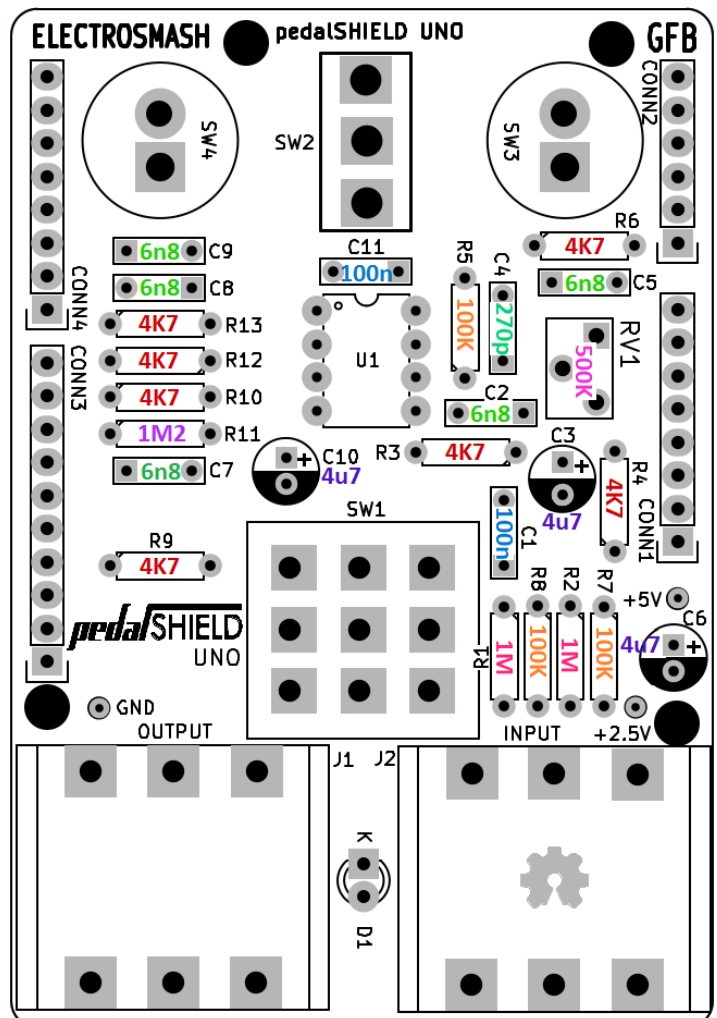 ELECTROSMASH
pedalSHIELD UNO
GFB
SW4
SW2
SW3
CONN2
R6
4K7
6n8
C9
6n8
C8
C11
100n
R5
100K
C4
270p
6n8
C5
CONN4
4K7
R13
U1
500K
RV1
4K7
R12
CONN3
4K7
R10
C2
6n8
1M2
R11
R3
4K7
C3
4u7
R4
4K7
6n8
C7
C10
4u7
SW1
100n
C1
CONN1
R9
4K7
pedalSHIELD
UNO
R1
1M
R8
100K
R2
1M
R7
100K
+5V
C6
4u7
GND
OUTPUT
INPUT
+2.5V
J1
J2
K
D1